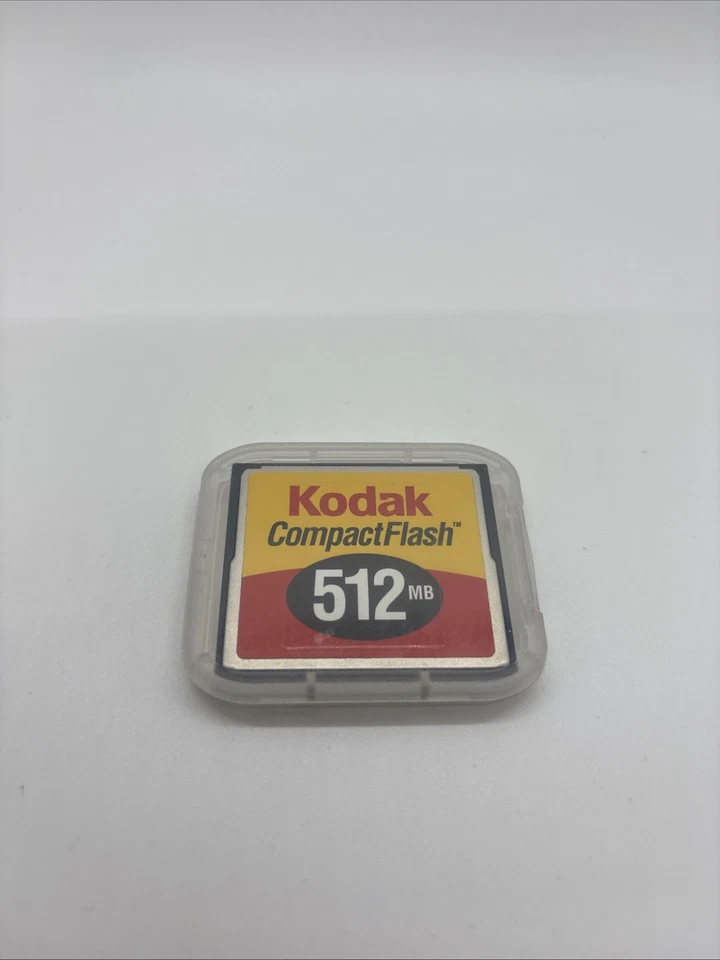 Kodak
CompactFlash™
512 MB